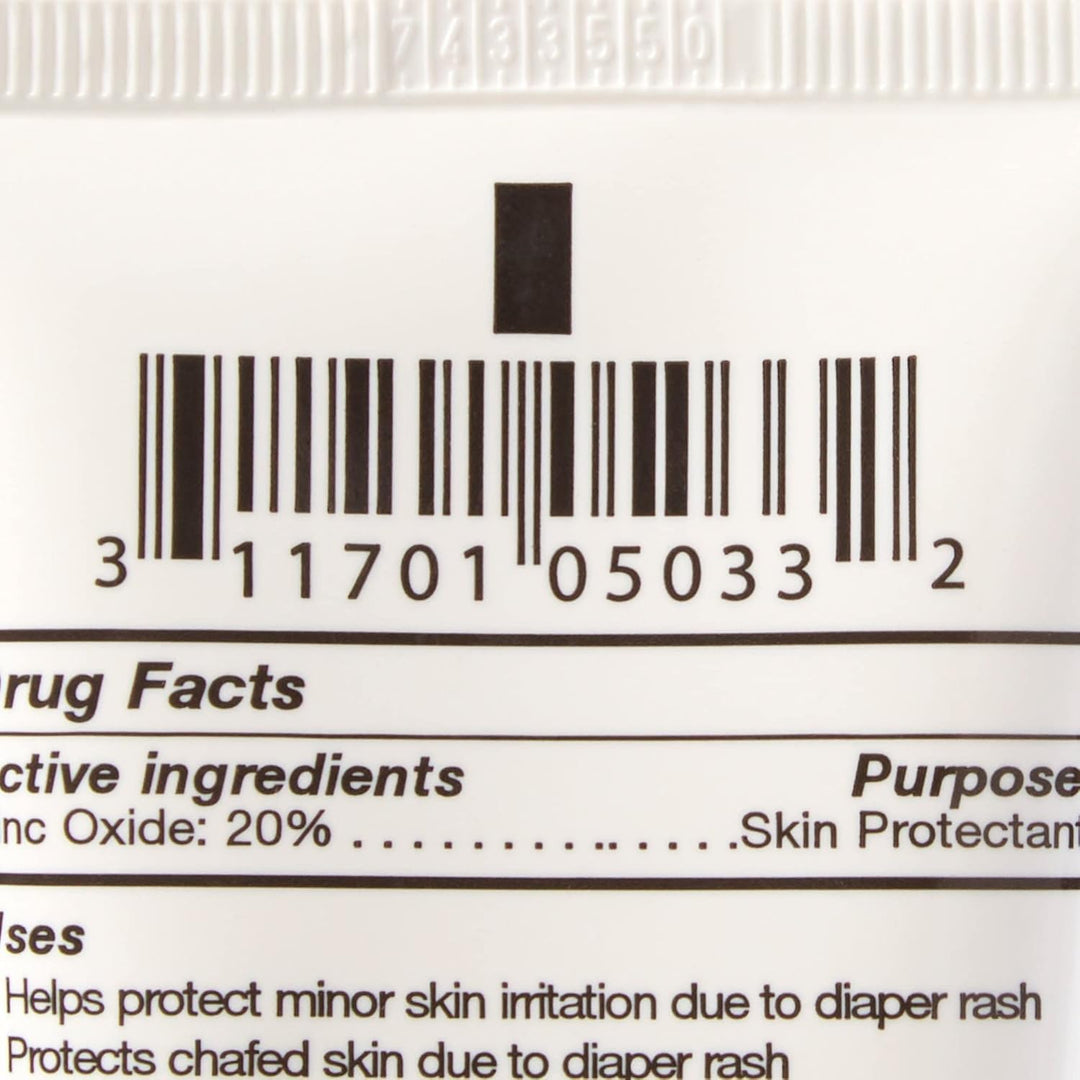 7433550
3 11701 05033 2
rug Facts
ctive ingredients Purpose
nc Oxide: 20% . . . . . . . . . .. . . . .Skin Protectant
ses
Helps protect minor skin irritation due to diaper rash
Protects chafed skin due to diaper rash